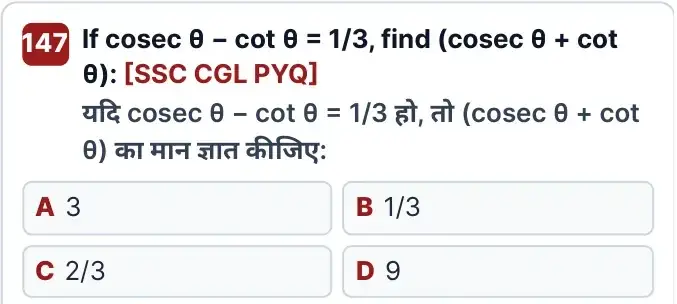 147 If cosec θ − cot θ = 1/3, find (cosec θ + cot
θ): [SSC CGL PYQ]
यदि cosec θ − cot θ = 1/3 हो, तो (cosec θ + cot
θ) का मान ज्ञात कीजिए:
A 3 B 1/3
C 2/3 D 9